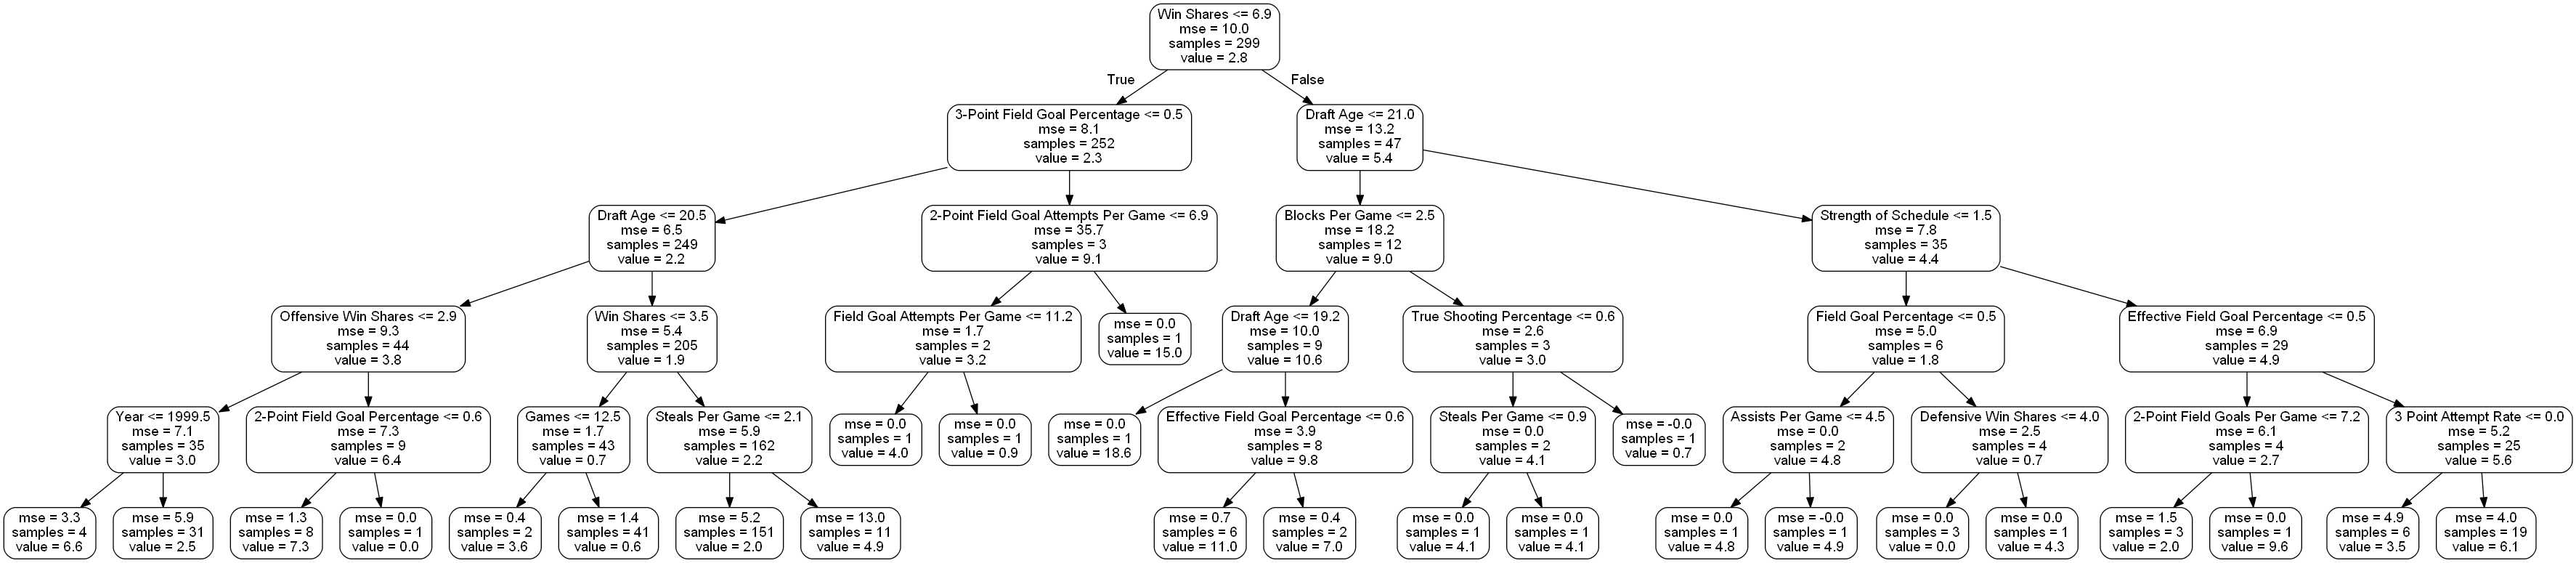 Win Shares <= 6.9
mse = 10.0
samples = 299
value = 2.8
True
False
3-Point Field Goal Percentage <= 0.5
mse = 8.1
samples = 252
value = 2.3
Draft Age <= 21.0
mse = 13.2
samples = 47
value = 5.4
Draft Age <= 20.5
mse = 6.5
samples = 249
value = 2.2
2-Point Field Goal Attempts Per Game <= 6.9
mse = 35.7
samples = 3
value = 9.1
Blocks Per Game <= 2.5
mse = 18.2
samples = 12
value = 9.0
Strength of Schedule <= 1.5
mse = 7.8
samples = 35
value = 4.4
Offensive Win Shares <= 2.9
mse = 9.3
samples = 44
value = 3.8
Win Shares <= 3.5
mse = 5.4
samples = 205
value = 1.9
Field Goal Attempts Per Game <= 11.2
mse = 1.7
samples = 2
value = 3.2
mse = 0.0
samples = 1
value = 15.0
Draft Age <= 19.2
mse = 10.0
samples = 9
value = 10.6
True Shooting Percentage <= 0.6
mse = 2.6
samples = 3
value = 3.0
Field Goal Percentage <= 0.5
mse = 5.0
samples = 6
value = 1.8
Effective Field Goal Percentage <= 0.5
mse = 6.9
samples = 29
value = 4.9
Year <= 1999.5
mse = 7.1
samples = 35
value = 3.0
2-Point Field Goal Percentage <= 0.6
mse = 7.3
samples = 9
value = 6.4
Games <= 12.5
mse = 1.7
samples = 43
value = 0.7
Steals Per Game <= 2.1
mse = 5.9
samples = 162
value = 2.2
mse = 0.0
samples = 1
value = 4.0
mse = 0.0
samples = 1
value = 0.9
mse = 0.0
samples = 1
value = 18.6
Effective Field Goal Percentage <= 0.6
mse = 3.9
samples = 8
value = 9.8
Steals Per Game <= 0.9
mse = 0.0
samples = 2
value = 4.1
mse = -0.0
samples = 1
value = 0.7
Assists Per Game <= 4.5
mse = 0.0
samples = 2
value = 4.8
Defensive Win Shares <= 4.0
mse = 2.5
samples = 4
value = 0.7
2-Point Field Goals Per Game <= 7.2
mse = 6.1
samples = 4
value = 2.7
3 Point Attempt Rate <= 0.0
mse = 5.2
samples = 25
value = 5.6
mse = 3.3
samples = 4
value = 6.6
mse = 5.9
samples = 31
value = 2.5
mse = 1.3
samples = 8
value = 7.3
mse = 0.0
samples = 1
value = 0.0
mse = 0.4
samples = 2
value = 3.6
mse = 1.4
samples = 41
value = 0.6
mse = 5.2
samples = 151
value = 2.0
mse = 13.0
samples = 11
value = 4.9
mse = 0.7
samples = 6
value = 11.0
mse = 0.4
samples = 2
value = 7.0
mse = 0.0
samples = 1
value = 4.1
mse = 0.0
samples = 1
value = 4.1
mse = 0.0
samples = 1
value = 4.8
mse = -0.0
samples = 1
value = 4.9
mse = 0.0
samples = 3
value = 0.0
mse = 0.0
samples = 1
value = 4.3
mse = 1.5
samples = 3
value = 2.0
mse = 0.0
samples = 1
value = 9.6
mse = 4.9
samples = 6
value = 3.5
mse = 4.0
samples = 19
value = 6.1